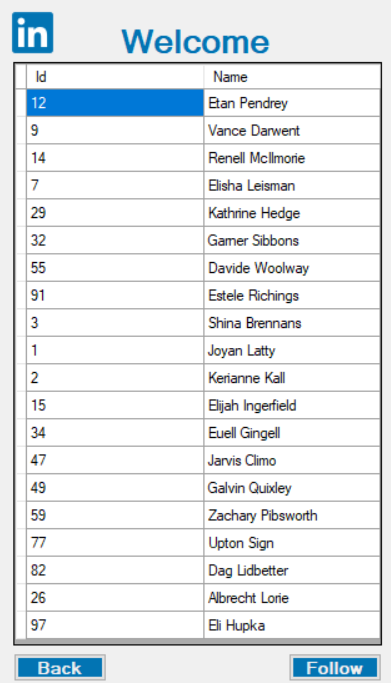 in
Welcome
Id Name
12 Etan Pendrey
9 Vance Darwent
14 Renell McIlmorie
7 Elisha Leisman
29 Kathrine Hedge
32 Garner Sibbons
55 Davide Woolway
91 Estele Richings
3 Shina Brennans
1 Joyan Latty
2 Kerianne Kall
15 Elijah Ingerfield
34 Euell Gingell
47 Jarvis Climo
49 Galvin Quixley
59 Zachary Pibsworth
77 Upton Sign
82 Dag Lidbetter
26 Albrecht Lorie
97 Eli Hupka
Back Follow